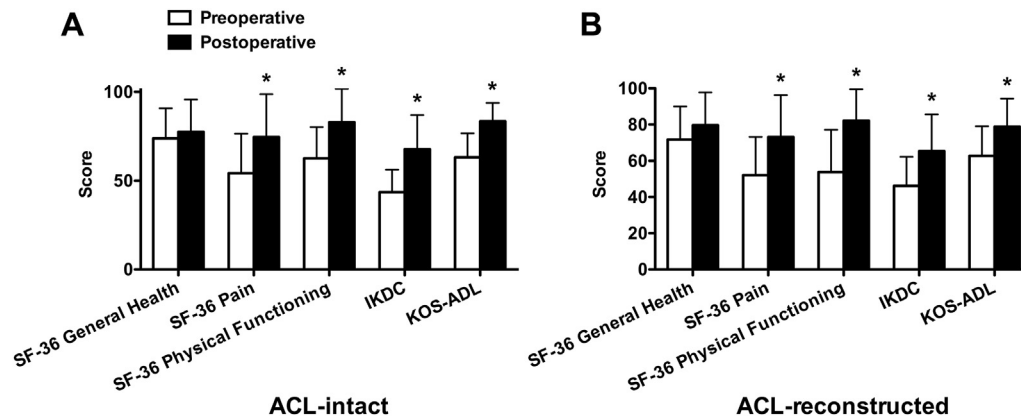 A
Preoperative
Postoperative
Score
100
50
0
*
*
*
*
SF-36 General Health
SF-36 Pain
SF-36 Physical Functioning
IKDC
KOS-ADL
ACL-intact
B
Score
100
80
60
40
20
0
*
*
*
*
SF-36 General Health
SF-36 Pain
SF-36 Physical Functioning
IKDC
KOS-ADL
ACL-reconstructed